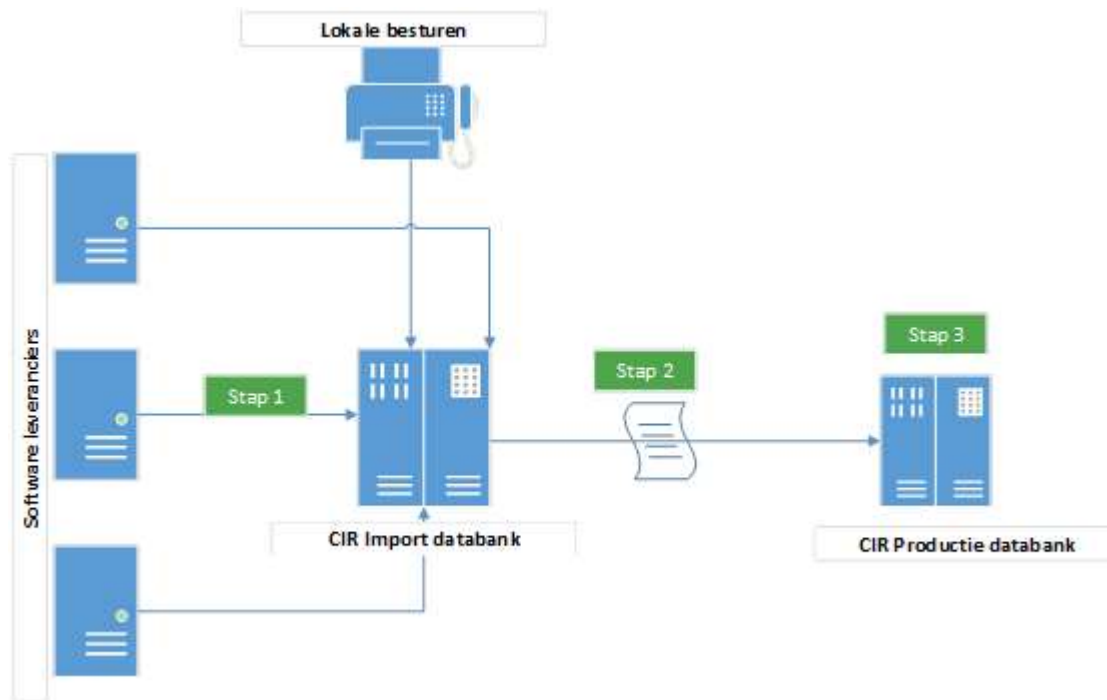 Lokale besturen
Software leveranciers
Stap 1
Stap 2
Stap 3
CIR Import databank
CIR Productie databank